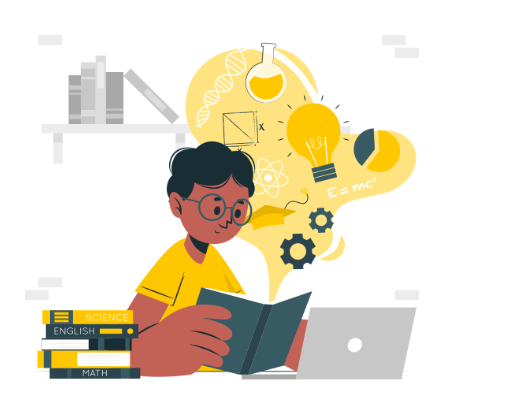 x
E = mc²
SCIENCE
ENGLISH
MATH